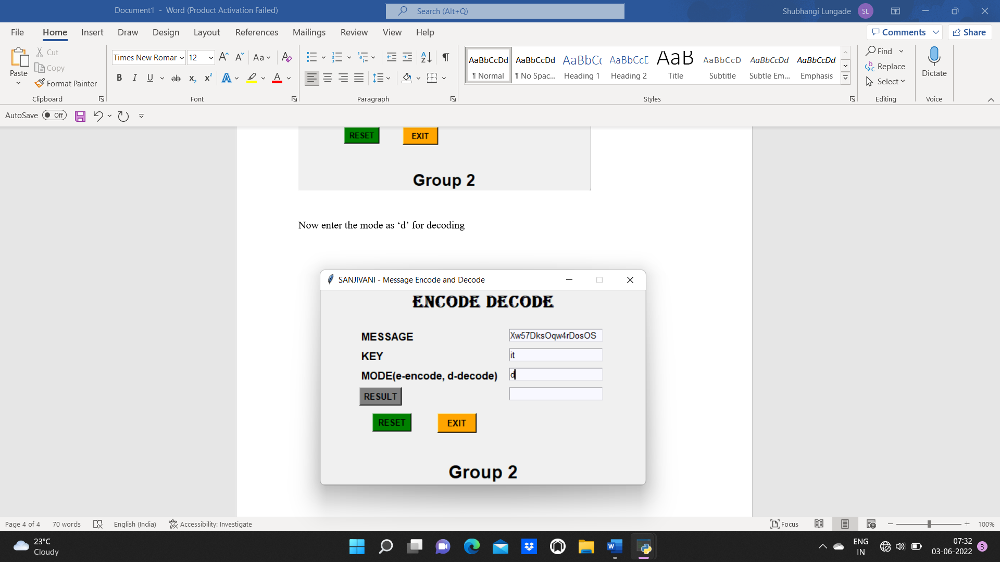 Document1 - Word (Product Activation Failed)
Search (Alt+Q)
Shubhangi Lungade
SL
File Home Insert Draw Design Layout References Mailings Review View Help
Comments
Share
Paste
Cut
Copy
Format Painter
Clipboard
Times New Romar 12
Font
Paragraph
AaBbCcDd AaBbCcDd AaBbCc AaBbCcD AaB AaBbCcD AaBbCcDd AaBbCcDd
¶ Normal ¶ No Spac... Heading 1 Heading 2 Title Subtitle Subtle Em... Emphasis
Styles
Find
Replace
Select
Editing
Dictate
Voice
AutoSave Off
RESET EXIT
Group 2
Now enter the mode as ‘d’ for decoding
SANJIVANI - Message Encode and Decode
ENCODE DECODE
MESSAGE Xw57DksOqw4rDosOS
KEY it
MODE(e-encode, d-decode) d
RESULT
RESET EXIT
Group 2
Page 4 of 4 70 words English (India) Accessibility: Investigate
Focus
100%
23°C
Cloudy
ENG
IN
07:32
03-06-2022
3